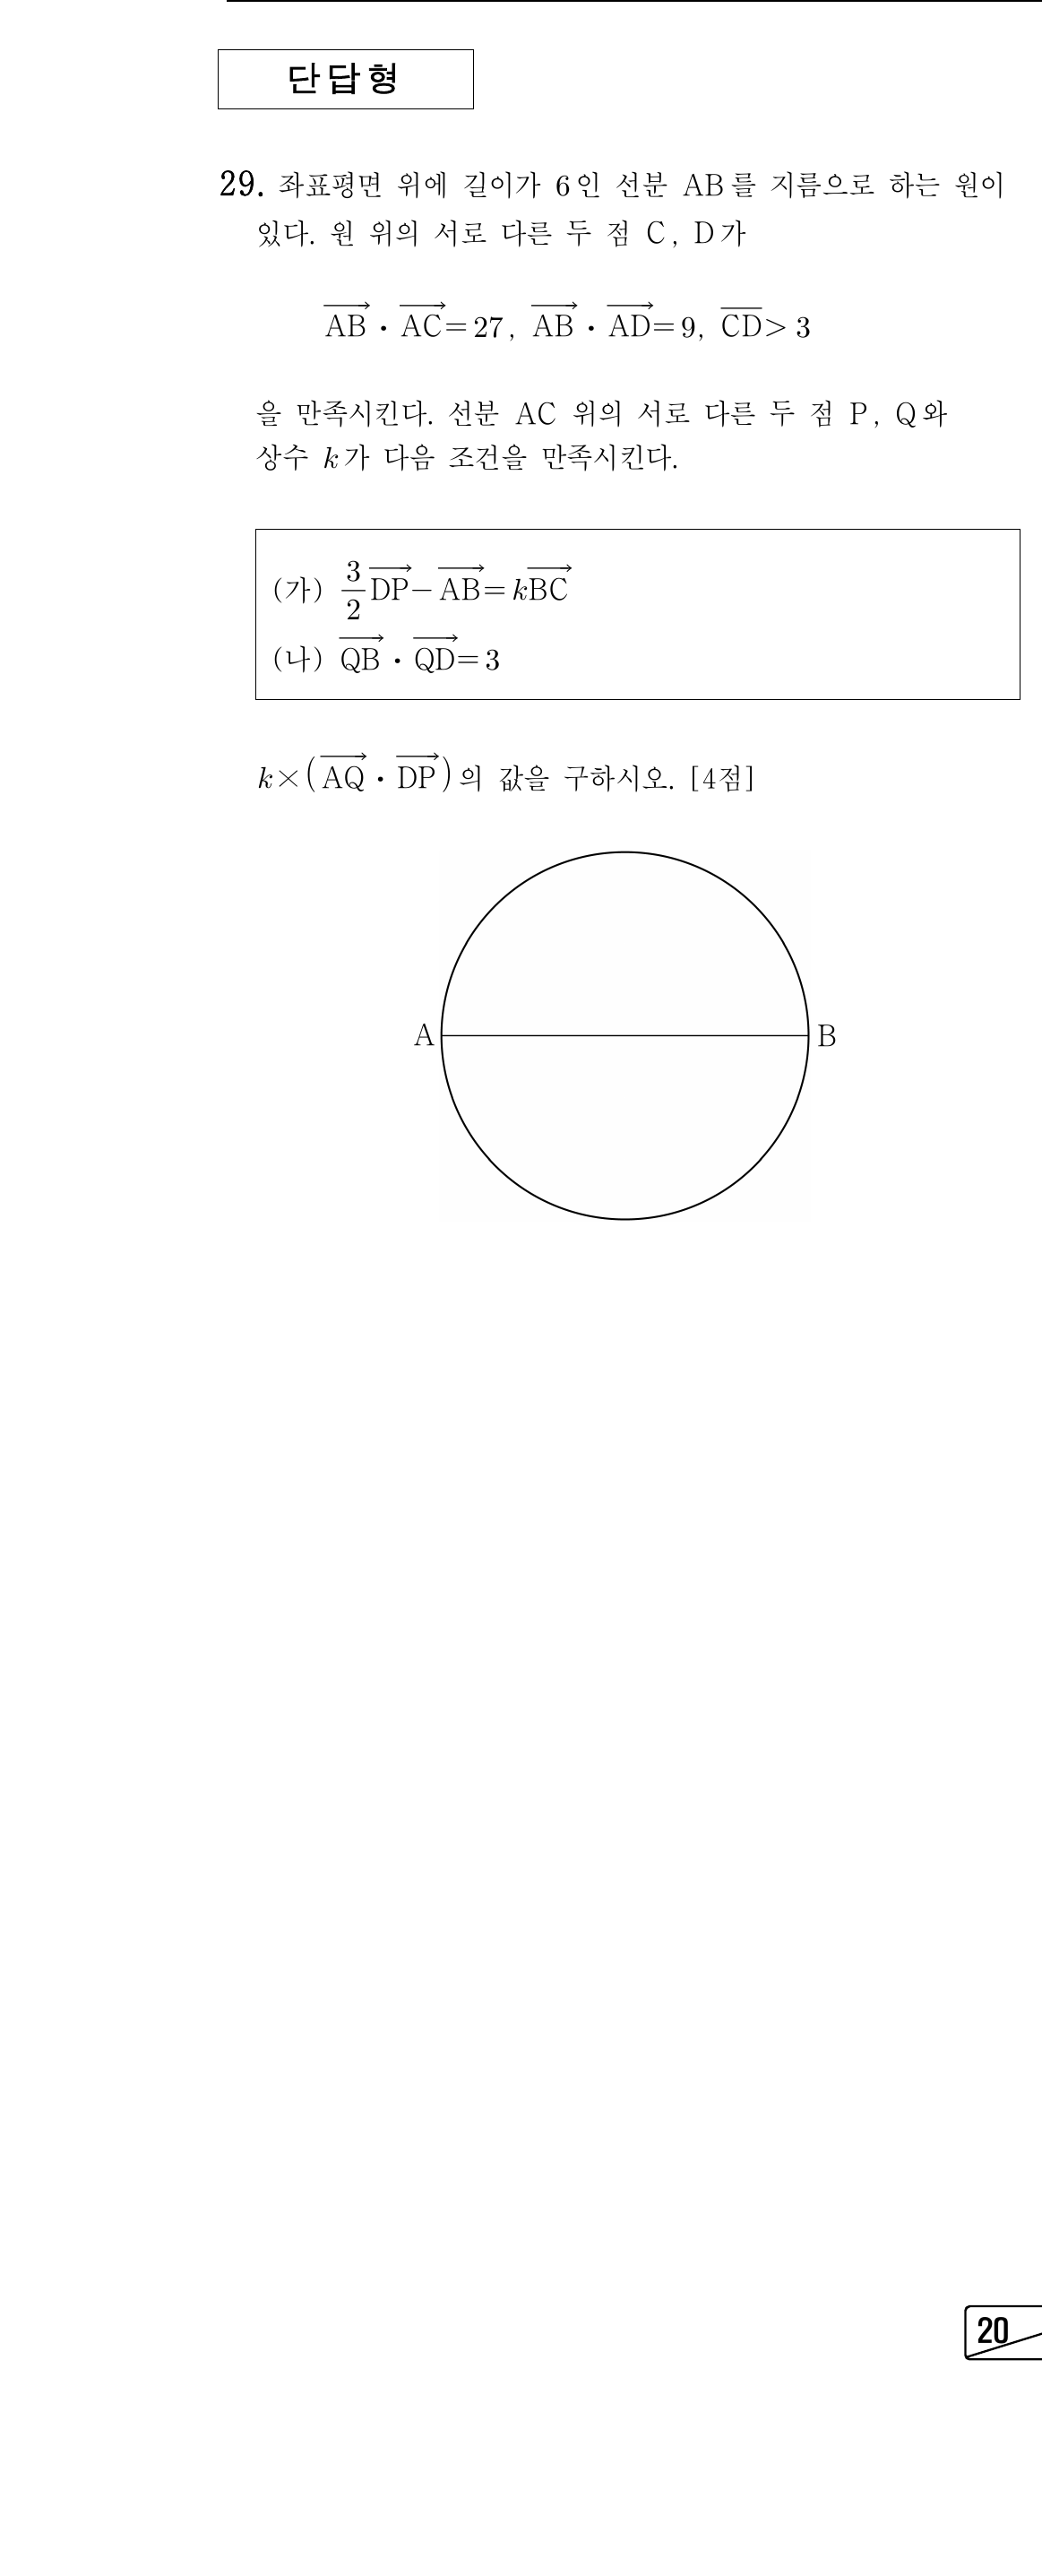 단답형
29. 좌표평면 위에 길이가 6인 선분 AB를 지름으로 하는 원이
있다. 원 위의 서로 다른 두 점 C, D가
$\overrightarrow{AB} \cdot \overrightarrow{AC} = 27, \overrightarrow{AB} \cdot \overrightarrow{AD} = 9, \overline{CD} > 3$
을 만족시킨다. 선분 AC 위의 서로 다른 두 점 P, Q와
상수 k가 다음 조건을 만족시킨다.
(가) $\frac{3}{2}\overrightarrow{DP} - \overrightarrow{AB} = k\overrightarrow{BC}$
(나) $\overrightarrow{QB} \cdot \overrightarrow{QD} = 3$
$k \times (\overrightarrow{AQ} \cdot \overrightarrow{DP})$의 값을 구하시오. [4점]
A
B
20